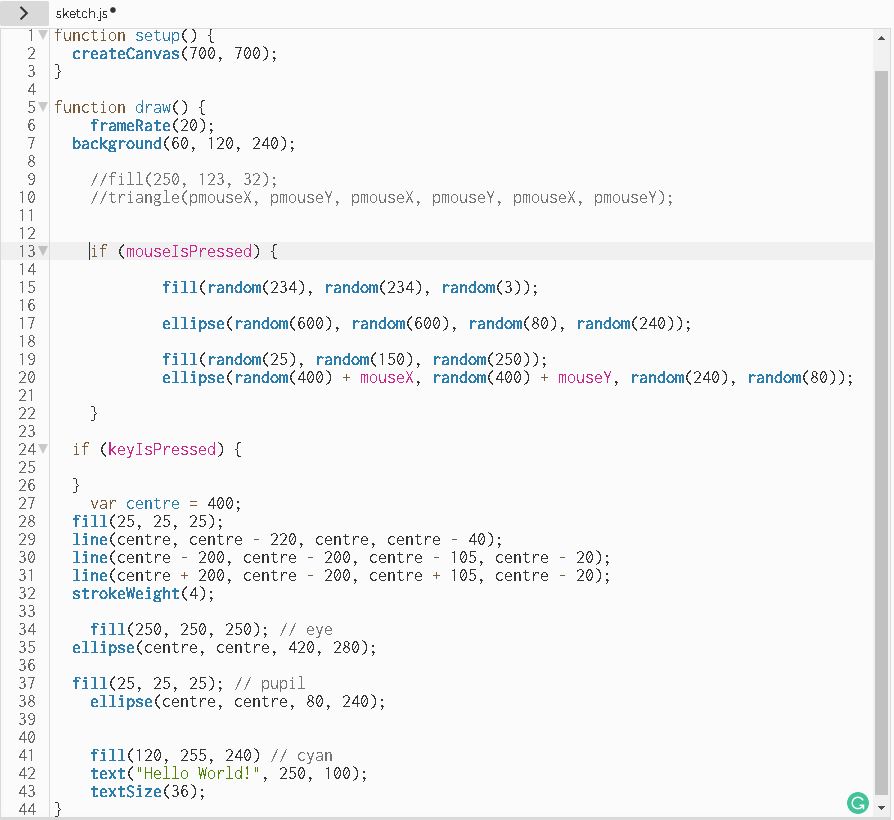 > sketch.js●
1 function setup() {
2   createCanvas(700, 700);
3 }
4
5 function draw() {
6     frameRate(20);
7   background(60, 120, 240);
8
9     //fill(250, 123, 32);
10     //triangle(pmouseX, pmouseY, pmouseX, pmouseY, pmouseX, pmouseY);
11
12
13     if (mouseIsPressed) {
14
15             fill(random(234), random(234), random(3));
16
17             ellipse(random(600), random(600), random(80), random(240));
18
19             fill(random(25), random(150), random(250));
20             ellipse(random(400) + mouseX, random(400) + mouseY, random(240), random(80));
21
22     }
23
24   if (keyIsPressed) {
25
26   }
27     var centre = 400;
28   fill(25, 25, 25);
29   line(centre, centre - 220, centre, centre - 40);
30   line(centre - 200, centre - 200, centre - 105, centre - 20);
31   line(centre + 200, centre - 200, centre + 105, centre - 20);
32   strokeWeight(4);
33
34     fill(250, 250, 250); // eye
35   ellipse(centre, centre, 420, 280);
36
37   fill(25, 25, 25); // pupil
38     ellipse(centre, centre, 80, 240);
39
40
41     fill(120, 255, 240) // cyan
42     text("Hello World!", 250, 100);
43     textSize(36);
44 }